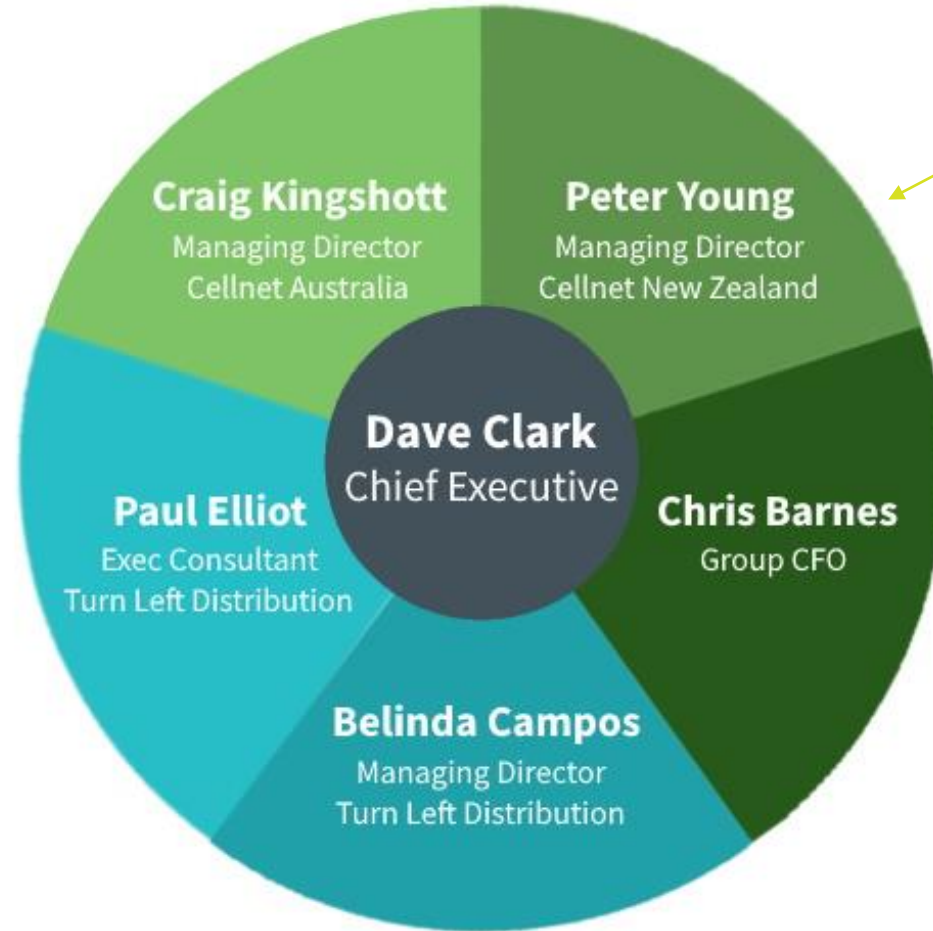 Craig Kingshott
Managing Director
Cellnet Australia
Peter Young
Managing Director
Cellnet New Zealand
Dave Clark
Chief Executive
Paul Elliot
Exec Consultant
Turn Left Distribution
Chris Barnes
Group CFO
Belinda Campos
Managing Director
Turn Left Distribution